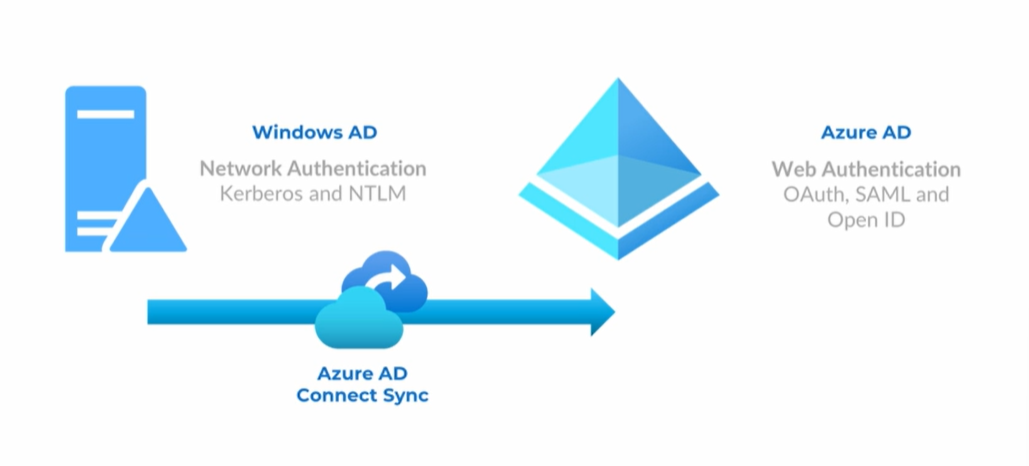 Windows AD
Network Authentication
Kerberos and NTLM
Azure AD
Web Authentication
OAuth, SAML and
Open ID
Azure AD
Connect Sync